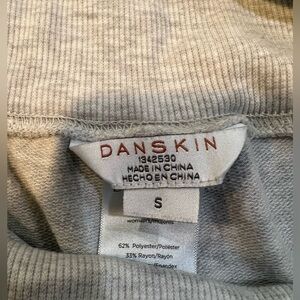 DANSKIN
1342530
MADE IN CHINA
HECHO EN CHINA
S
62% Polyester/Poliéster
33% Rayon/Rayón